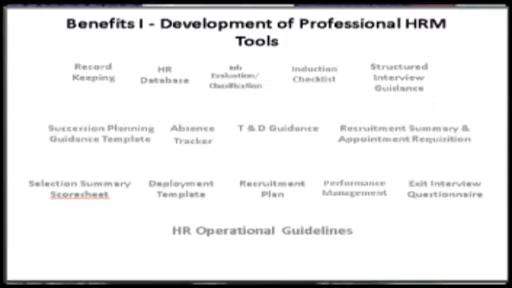 Benefits I - Development of Professional HRM
Tools
Record
Keeping
HR
Database
Job
Evaluation/
Classification
Induction
Checklist
Structured
Interview
Guidance
Succession Planning
Guidance Template
Absence
Tracker
T & D Guidance
Recruitment Summary &
Appointment Requisition
Selection Summary
Scoresheet
Deployment
Template
Recruitment
Plan
Performance
Management
Exit Interview
Questionnaire
HR Operational Guidelines